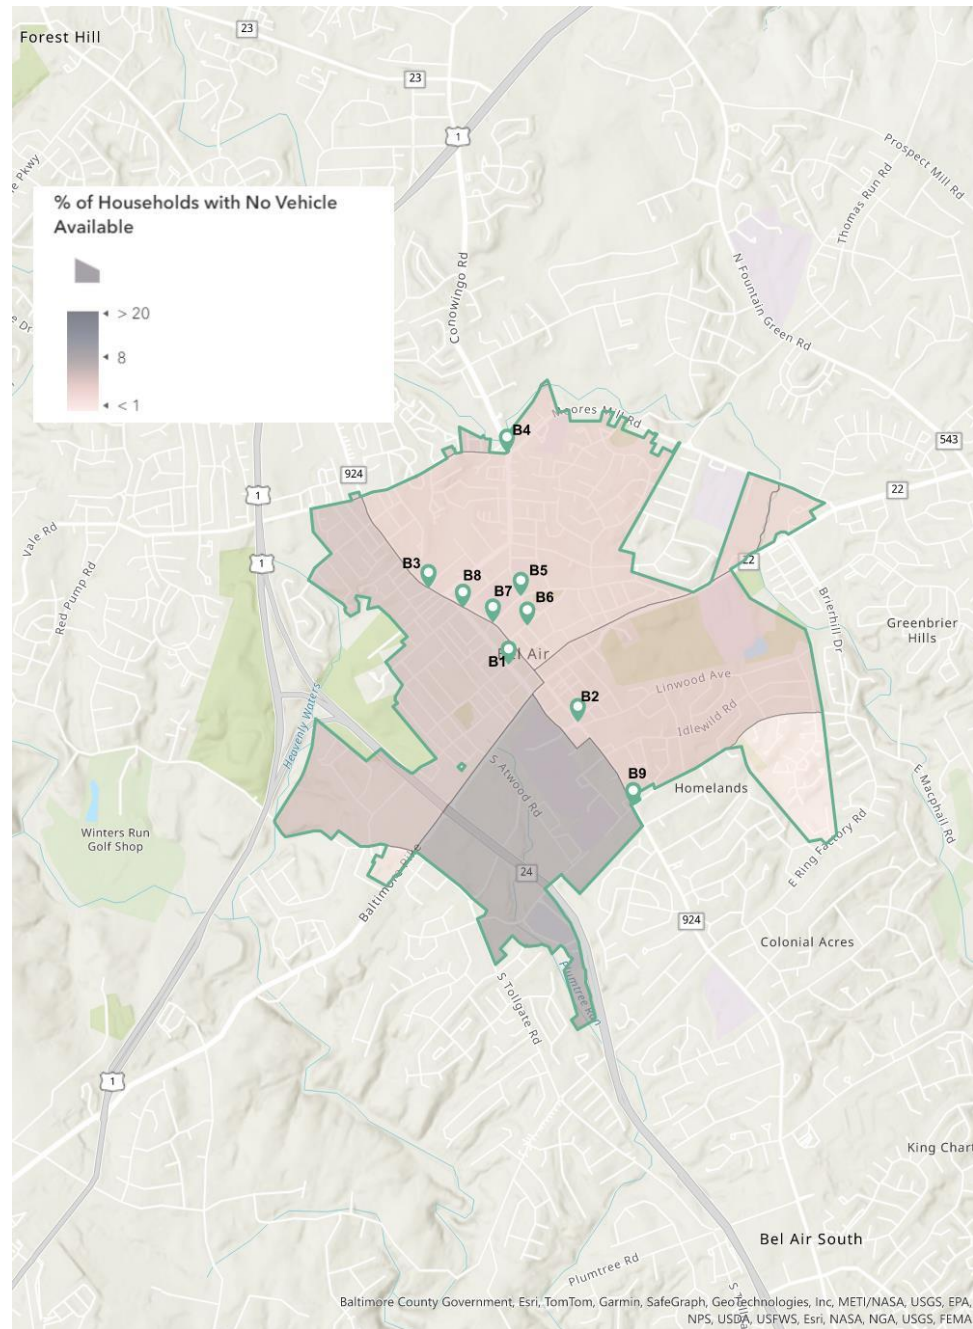 Forest Hill
23
23
1
Prospect Mill Rd
Thomas Run Rd
e Pkwy
% of Households with No Vehicle
Available
> 20
8
< 1
e Dr
Conowingo Rd
N Fountain Green Rd
Moores Mill Rd
B4
543
924
22
1
Vale Rd
1
22
Red Pump Rd
B3
B8
B5
B7
B6
Brierhill Dr
Greenbrier
Hills
Bel Air
B1
Linwood Ave
B2
Idlewild Rd
Heavenly Waters
S Atwood Rd
B9
Homelands
E Macphail Rd
Winters Run
Golf Shop
E Ring Factory Rd
Baltimore Pike
24
924
Colonial Acres
Plumtree Run
S Tollgate Rd
1
King Chart
Bel Air South
Plumtree Rd
Baltimore County Government, Esri, TomTom, Garmin, SafeGraph, GeoTechnologies, Inc, METI/NASA, USGS, EPA,
NPS, USDA, USFWS, Esri, NASA, NGA, USGS, FEMA